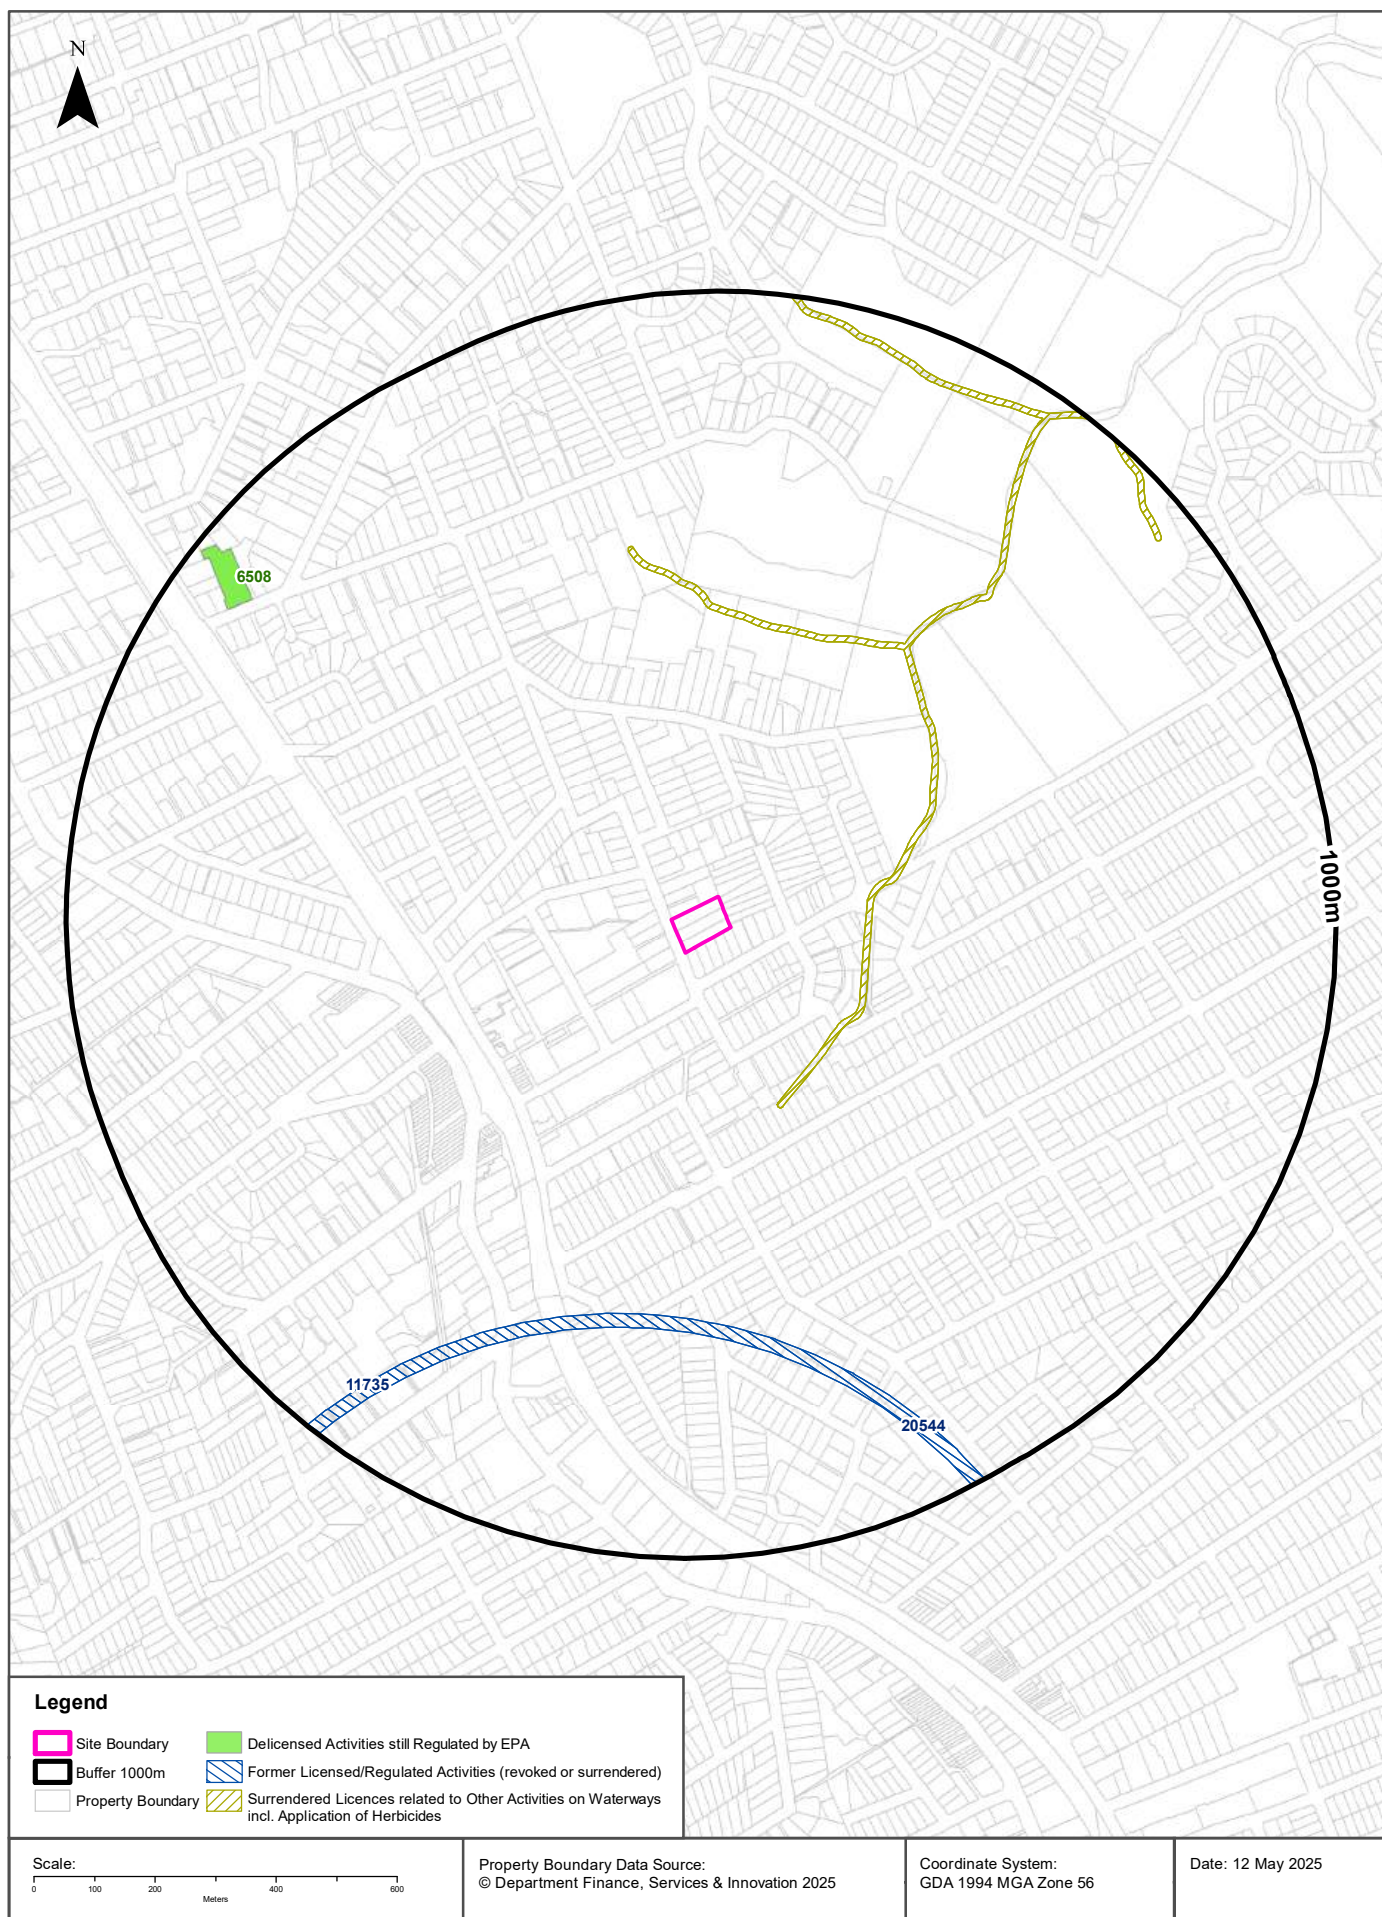 N
6508
1000m
11735
20544
Legend
Site Boundary
Buffer 1000m
Property Boundary
Delicensed Activities still Regulated by EPA
Former Licensed/Regulated Activities (revoked or surrendered)
Surrendered Licences related to Other Activities on Waterways
incl. Application of Herbicides
Scale:
0 100 200 400 600
Meters
Property Boundary Data Source:
© Department Finance, Services & Innovation 2025
Coordinate System:
GDA 1994 MGA Zone 56
Date: 12 May 2025